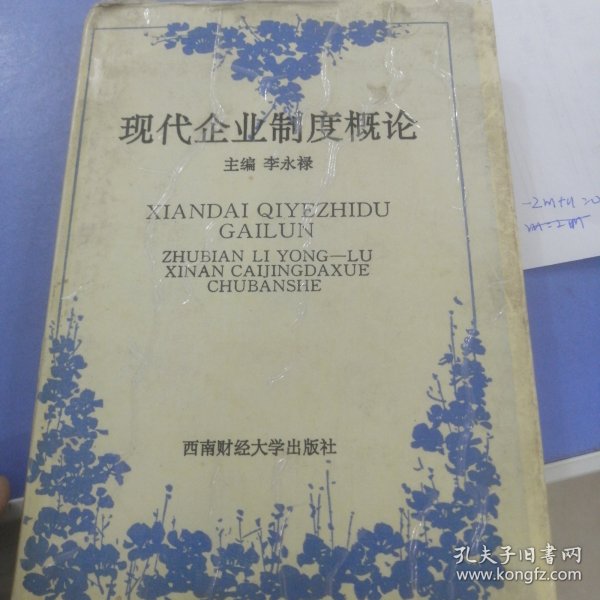 现代企业制度概论
主编 李永禄
XIANDAI QIYEZHIDU
GAILUN
ZHUBIAN LI YONG—LU
XINAN CAIJINGDAXUE
CHUBANSHE
西南财经大学出版社
孔夫子旧书网
www.kongfz.com